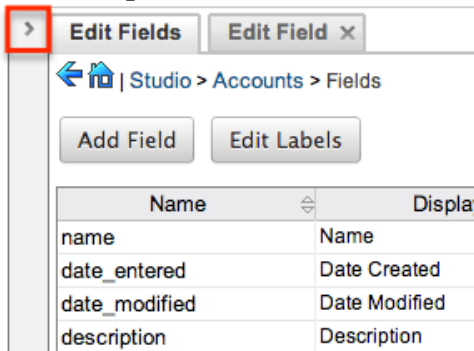 Edit Fields Edit Field ×
| Studio > Accounts > Fields
Add Field Edit Labels
Name
name Name
date_entered Date Created
date_modified Date Modified
description Description